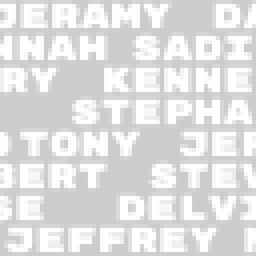 JERAMY DA
NNAH SADI
RY KENNE
STEPHA
TONY JEF
BERT STEV
SE DELVI
JEFFREY